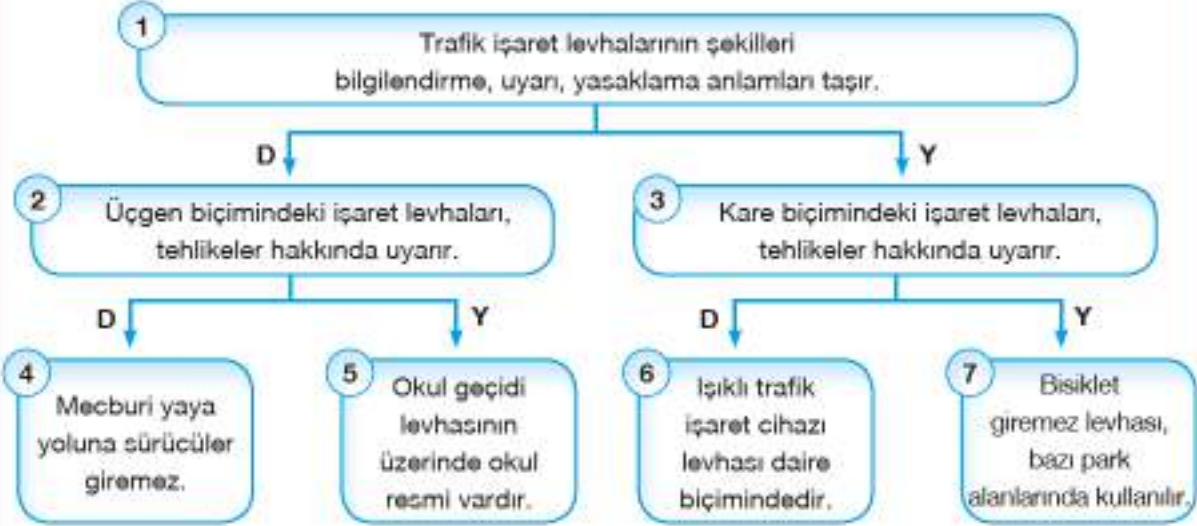 1
Trafik işaret levhalarının şekilleri
bilgilendirme, uyarı, yasaklama anlamları taşır.
D
Y
2
Üçgen biçimindeki işaret levhaları,
tehlikeler hakkında uyarır.
3
Kare biçimindeki işaret levhaları,
tehlikeler hakkında uyarır.
D
Y
D
Y
4
Mecburi yaya
yoluna sürücüler
giremez.
5
Okul geçidi
levhasının
üzerinde okul
resmi vardır.
6
Işıklı trafik
işaret cihazı
levhası daire
biçimindedir.
7
Bisiklet
giremez levhası,
bazı park
alanlarında kullanılır.